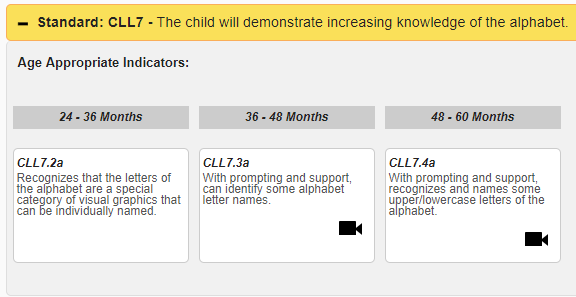 – Standard: CLL7 - The child will demonstrate increasing knowledge of the alphabet.
Age Appropriate Indicators:
24 - 36 Months
36 - 48 Months
48 - 60 Months
CLL7.2a
Recognizes that the letters of
the alphabet are a special
category of visual graphics that
can be individually named.
CLL7.3a
With prompting and support,
can identify some alphabet
letter names.
CLL7.4a
With prompting and support,
recognizes and names some
upper/lowercase letters of the
alphabet.